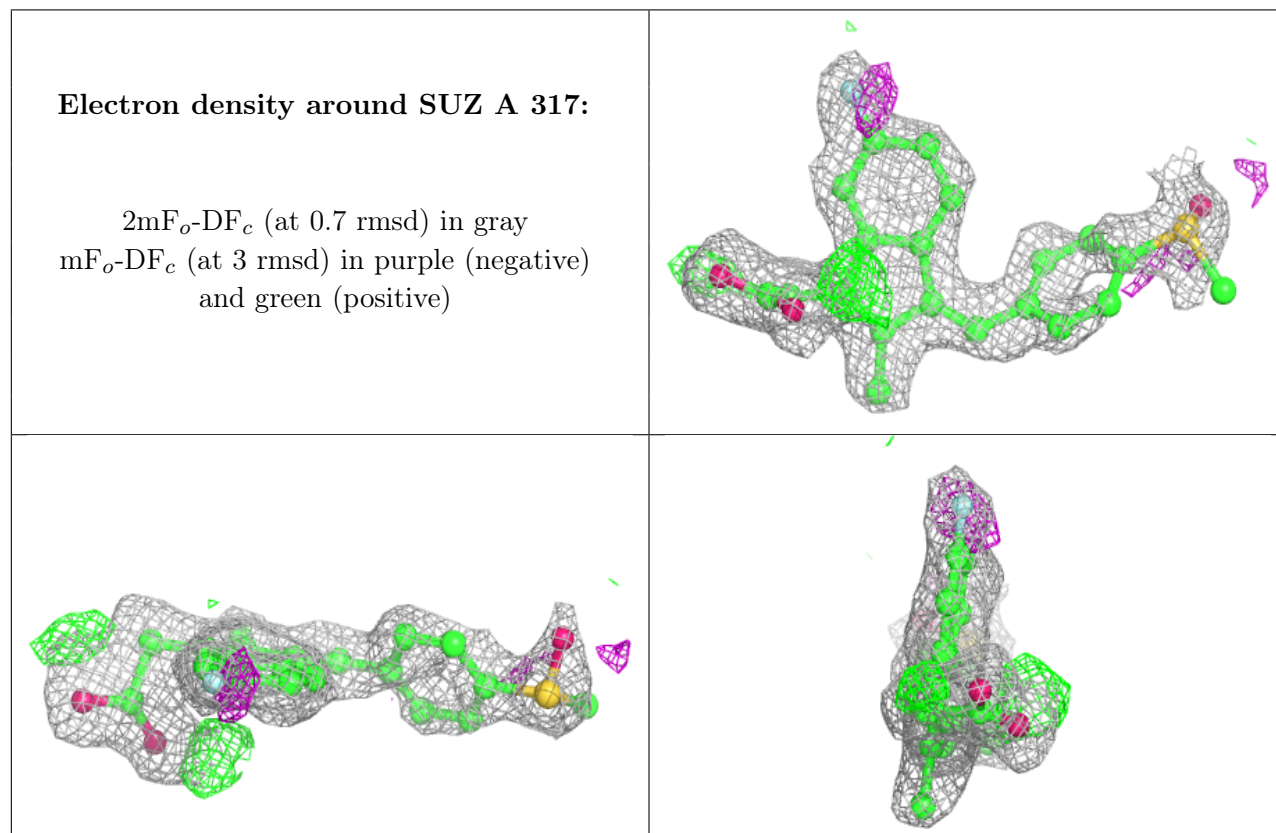 Electron density around SUZ A 317:
2mFₒ-DF𝒸 (at 0.7 rmsd) in gray
mFₒ-DF𝒸 (at 3 rmsd) in purple (negative)
and green (positive)